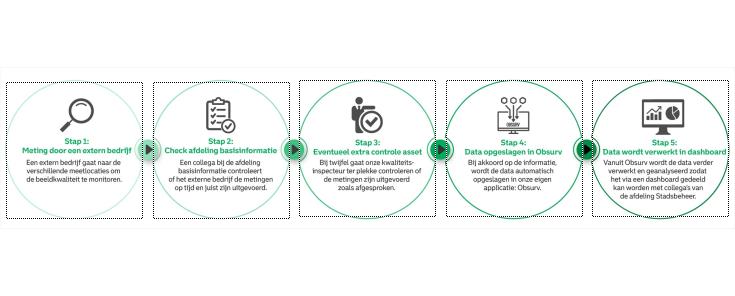 Stap 1:
Meting door een extern bedrijf
Een extern bedrijf gaat naar de
verschillende meetlocaties om
de beeldkwaliteit te monitoren.
Stap 2:
Check afdeling basisinformatie
Een collega bij de afdeling
basisinformatie controleert
of het externe bedrijf de metingen
op tijd en juist zijn uitgevoerd.
Stap 3:
Eventueel extra controle asset
Bij twijfel gaat onze kwaliteits-
inspecteur ter plekke controleren of
de metingen zijn uitgevoerd
zoals afgesproken.
OBSURV
Stap 4:
Data opgeslagen in Obsurv
Bij akkoord op de informatie,
wordt de data automatisch
opgeslagen in onze eigen
applicatie: Obsurv.
Stap 5:
Data wordt verwerkt in dashboard
Vanuit Obsurv wordt de data verder
verwerkt en geanalyseerd zodat
het via een dashboard gedeeld
kan worden met collega's van
de afdeling Stadsbeheer.